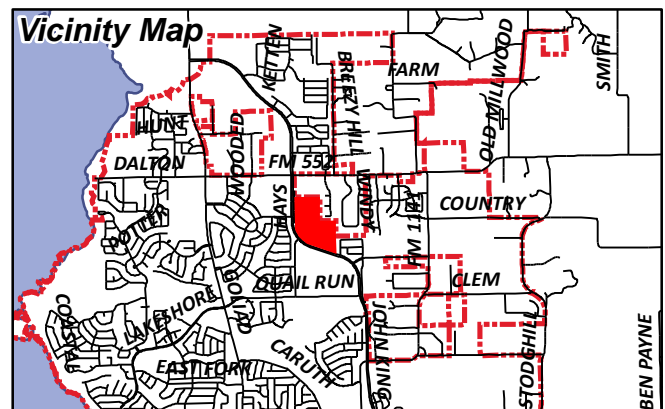 Vicinity Map
KETTEN
BREEZY HILL
FARM
OLD MILLWOOD
SMITH
HUNT
WOODED
DALTON
FM 552
HAYS
WINDY
FM 1141
COUNTRY
POTTER
GOLIAD
QUAIL RUN
CLEM
COASTAL
LAKESHORE
EAST FORK
CARUTH
JOHN KING
STODGHILL
BEN PAYNE